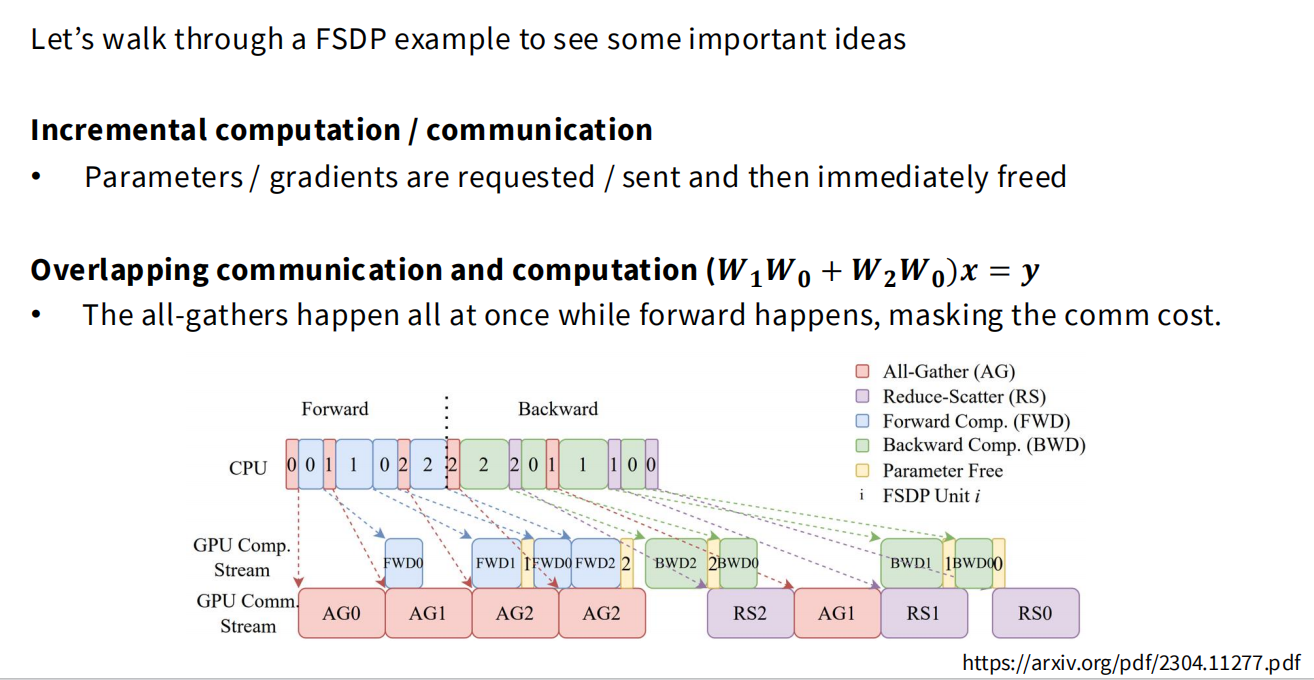 Let's walk through a FSDP example to see some important ideas
Incremental computation / communication
• Parameters / gradients are requested / sent and then immediately freed
Overlapping communication and computation (W₁W₀ + W₂W₀)x = y
• The all-gathers happen all at once while forward happens, masking the comm cost.
All-Gather (AG)
Reduce-Scatter (RS)
Forward Comp. (FWD)
Backward Comp. (BWD)
Parameter Free
i FSDP Unit i
Forward Backward
CPU 0 0 1 1 0 2 2 2 2 2 0 1 1 1 0 0
GPU Comp.
Stream
FWD0 FWD1 1 FWD0 FWD2 2 BWD2 2 BWD0 BWD1 1 BWD0 0
GPU Comm.
Stream
AG0 AG1 AG2 AG2 RS2 AG1 RS1 RS0
https://arxiv.org/pdf/2304.11277.pdf